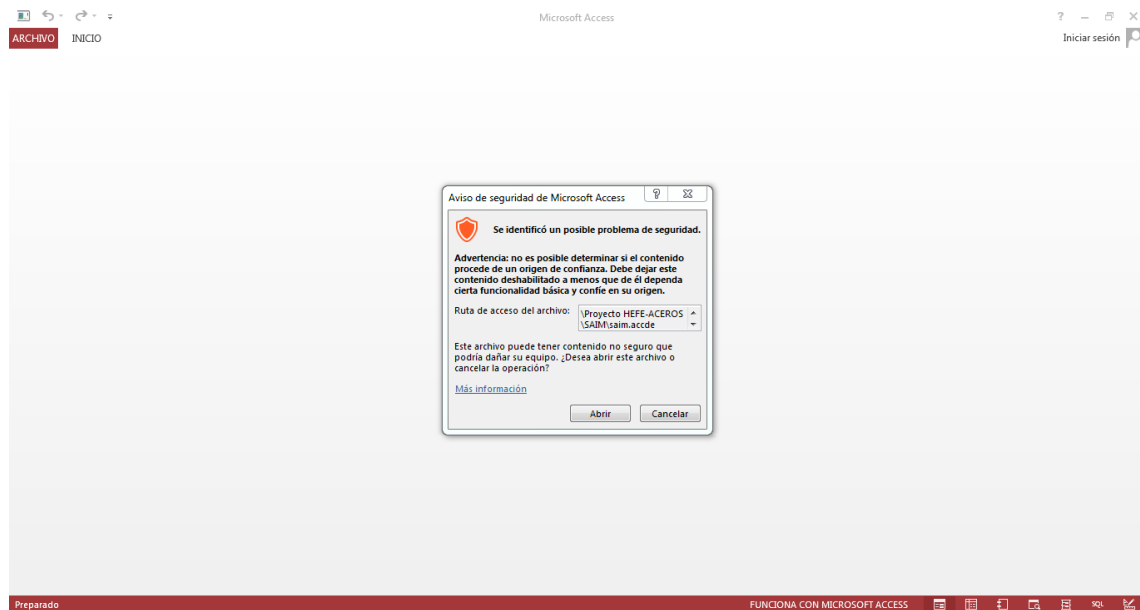 Microsoft Access
?
ARCHIVO INICIO Iniciar sesión
Aviso de seguridad de Microsoft Access
Se identificó un posible problema de seguridad.
Advertencia: no es posible determinar si el contenido
procede de un origen de confianza. Debe dejar este
contenido deshabilitado a menos que de él dependa
cierta funcionalidad básica y confíe en su origen.
Ruta de acceso del archivo: \Proyecto HEFE-ACEROS
\SAIM\saim.accde
Este archivo puede tener contenido no seguro que
podría dañar su equipo. ¿Desea abrir este archivo o
cancelar la operación?
Más información
Abrir Cancelar
Preparado FUNCIONA CON MICROSOFT ACCESS SQL